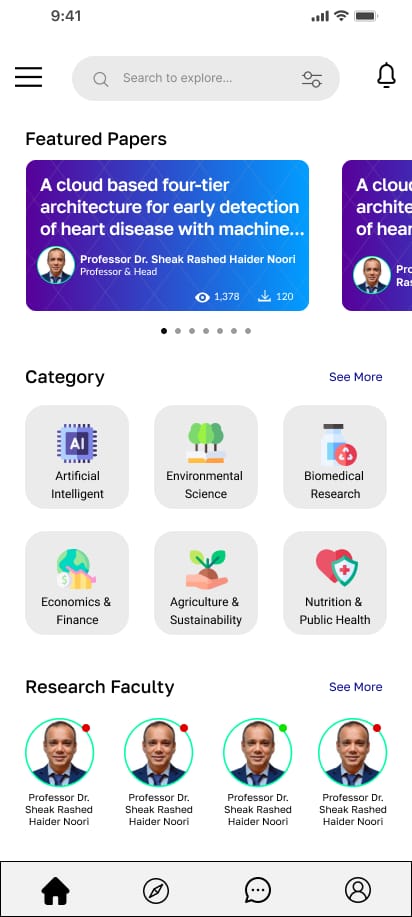 9:41
Search to explore...
Featured Papers
A cloud based four-tier
architecture for early detection
of heart disease with machine...
Professor Dr. Sheak Rashed Haider Noori
Professor & Head
1,378
120
A clou
archite
of hear
Pro
Ras
Category
See More
AI
Artificial
Intelligent
Environmental
Science
Biomedical
Research
$
Economics &
Finance
Agriculture &
Sustainability
Nutrition &
Public Health
Research Faculty
See More
Professor Dr.
Sheak Rashed
Haider Noori
Professor Dr.
Sheak Rashed
Haider Noori
Professor Dr.
Sheak Rashed
Haider Noori
Professor Dr.
Sheak Rashed
Haider Noori